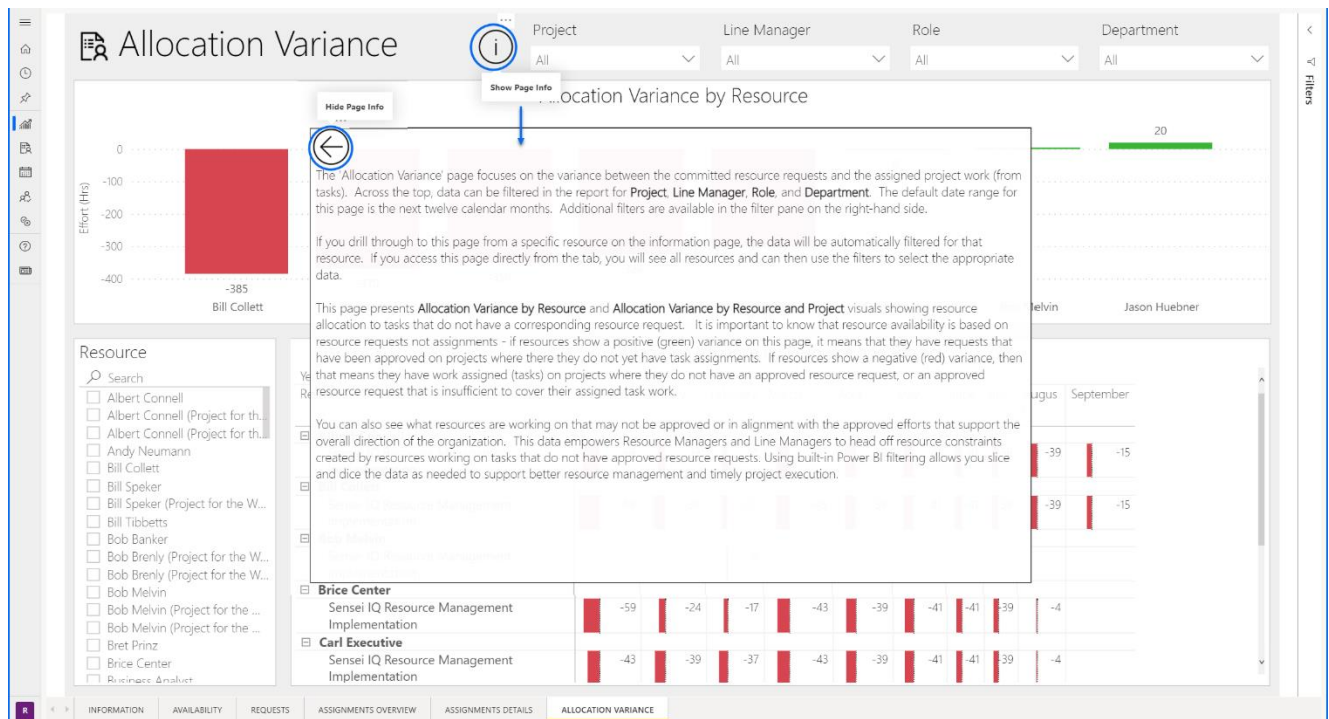 Allocation Variance
Project
Line Manager
Role
Department
All
All
All
All
Show Page Info
Hide Page Info
Allocation Variance by Resource
Filters
Effort (Hrs)
0
-100
-200
-300
-400
-385
Bill Collett
20
Melvin
Jason Huebner
The 'Allocation Variance' page focuses on the variance between the committed resource requests and the assigned project work (from
tasks). Across the top, data can be filtered in the report for Project, Line Manager, Role, and Department. The default date range for
this page is the next twelve calendar months. Additional filters are available in the filter pane on the right-hand side.
If you drill through to this page from a specific resource on the information page, the data will be automatically filtered for that
resource. If you access this page directly from the tab, you will see all resources and can then use the filters to select the appropriate
data.
This page presents Allocation Variance by Resource and Allocation Variance by Resource and Project visuals showing resource
allocation to tasks that do not have a corresponding resource request. It is important to know that resource availability is based on
resource requests not assignments - if resources show a positive (green) variance on this page, it means that they have requests that
have been approved on projects where there they do not yet have task assignments. If resources show a negative (red) variance, then
that means they have work assigned (tasks) on projects where they do not have an approved resource request, or an approved
resource request that is insufficient to cover their assigned task work.
You can also see what resources are working on that may not be approved or in alignment with the approved efforts that support the
overall direction of the organization. This data empowers Resource Managers and Line Managers to head off resource constraints
created by resources working on tasks that do not have approved resource requests. Using built-in Power BI filtering allows you slice
and dice the data as needed to support better resource management and timely project execution.
Resource
Search
Albert Connell
Albert Connell (Project for th...
Albert Connell (Project for th...
Andy Neumann
Bill Collett
Bill Speker
Bill Speker (Project for the W...
Bill Tibbetts
Bob Banker
Bob Brenly (Project for the W...
Bob Brenly (Project for the W...
Bob Melvin
Bob Melvin (Project for the ...
Bob Melvin (Project for the ...
Bret Prinz
Brice Center
Business Analyst
Ye
Re
ugus September
-39 -15
-39 -15
Brice Center
Sensei IQ Resource Management
Implementation
-59 -24 -17 -43 -39 -41 -41 -39 -4
Carl Executive
Sensei IQ Resource Management
Implementation
-43 -39 -37 -43 -39 -41 -41 -39 -4
R
INFORMATION
AVAILABILITY
REQUESTS
ASSIGNMENTS OVERVIEW
ASSIGNMENTS DETAILS
ALLOCATION VARIANCE